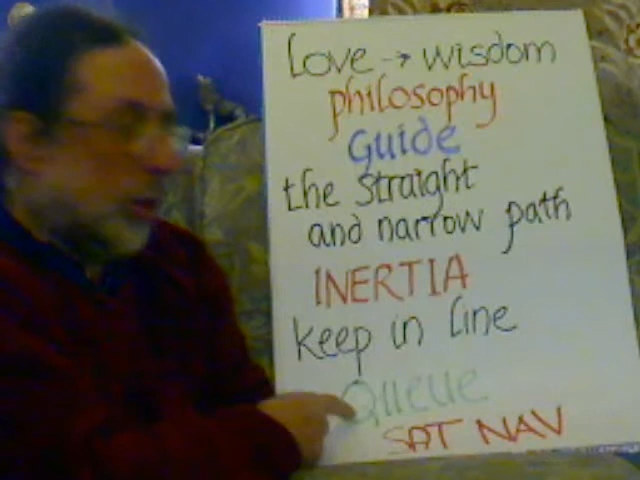 Love → wisdom
philosophy
Guide
the straight
and narrow path
INERTIA
keep in line
Queue
SAT NAV